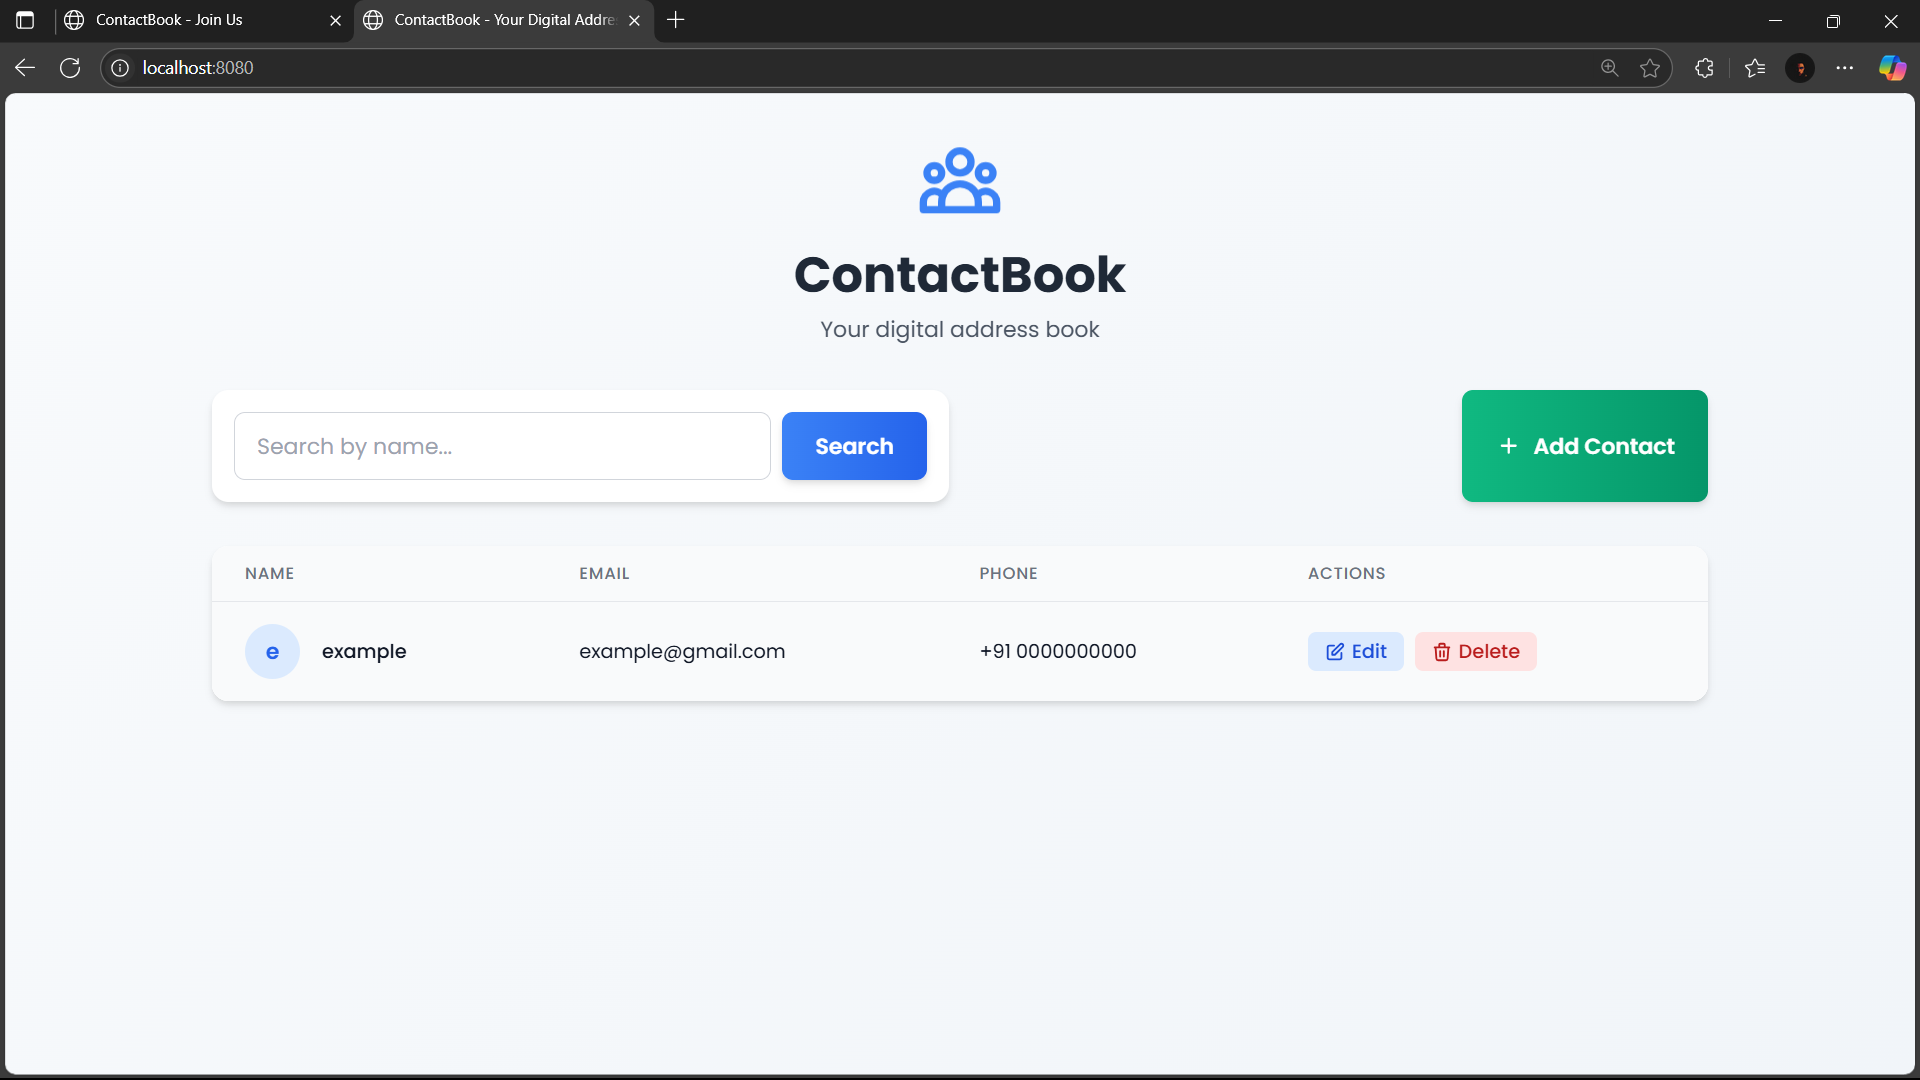 ContactBook - Join Us
ContactBook - Your Digital Addre
localhost:8080
ContactBook
Your digital address book
Search by name...
Search
+ Add Contact
NAME EMAIL PHONE ACTIONS
e example example@gmail.com +91 0000000000 Edit Delete